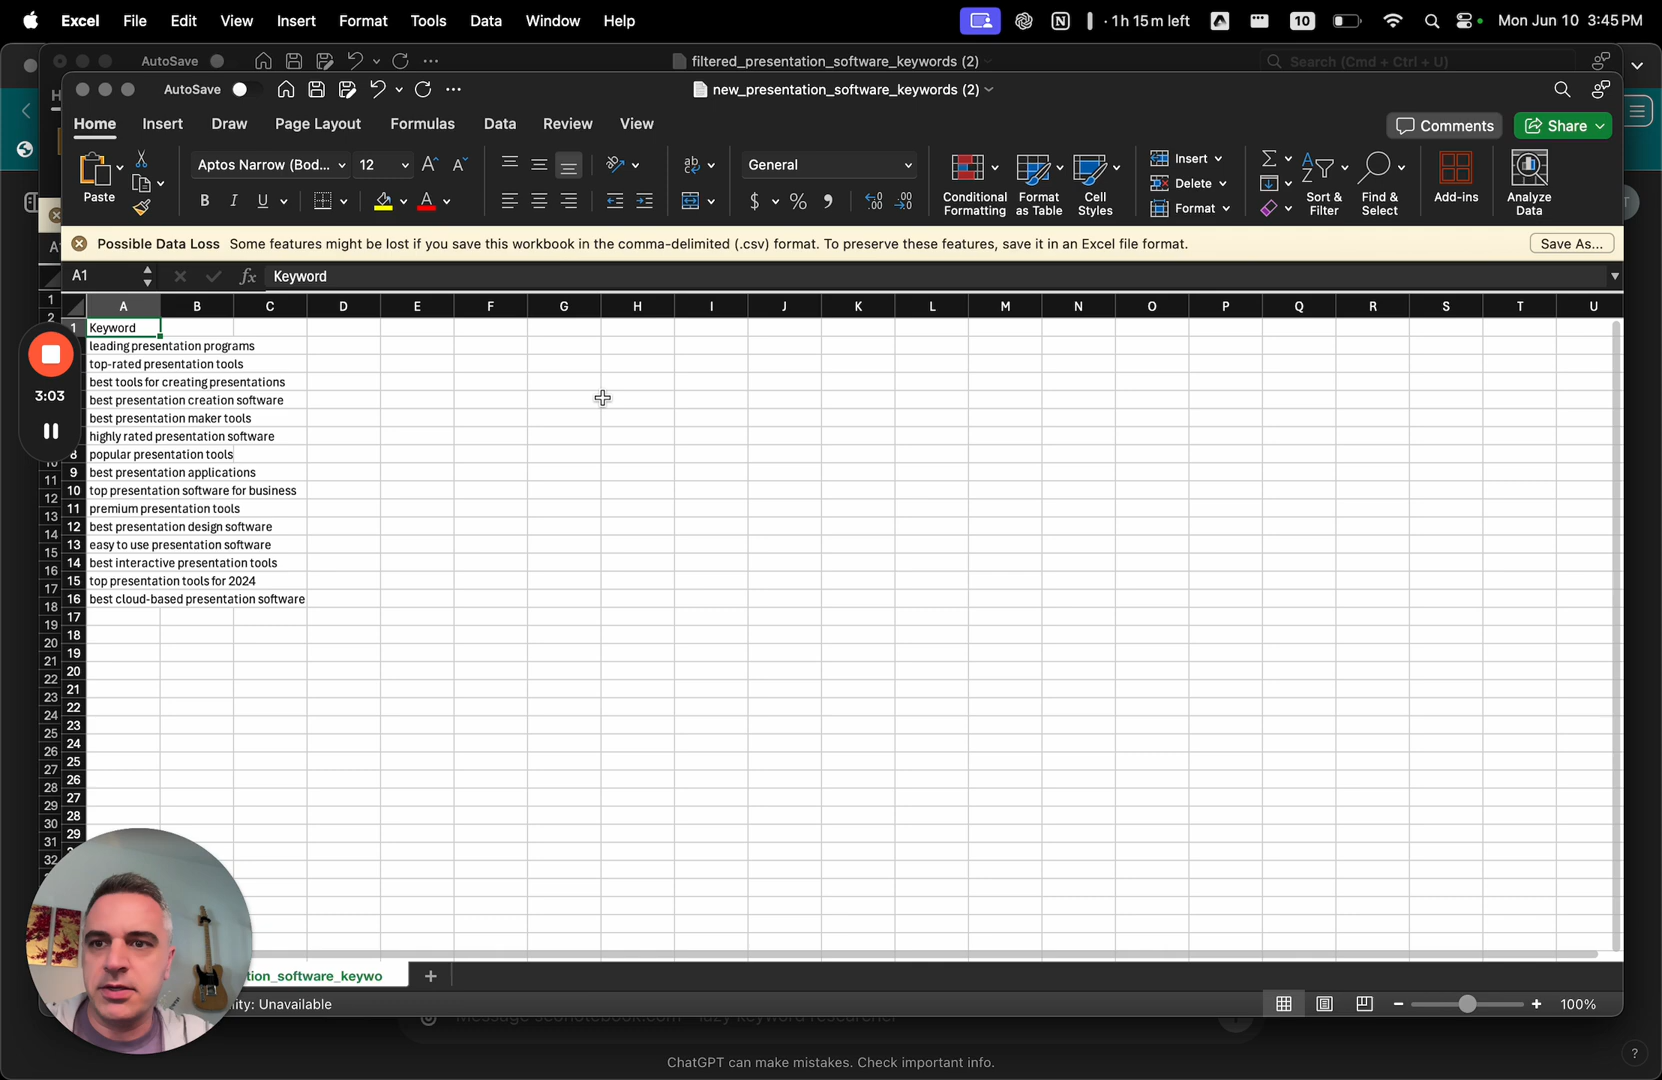 Excel File Edit View Insert Format Tools Data Window Help
1h 15m left
10
Mon Jun 10 3:45 PM
AutoSave
filtered_presentation_software_keywords (2)
Search (Cmd + Ctrl + U)
AutoSave
new_presentation_software_keywords (2)
Home Insert Draw Page Layout Formulas Data Review View
Comments
Share
Paste
Aptos Narrow (Bod...
12
General
Conditional Formatting
Format as Table
Cell Styles
Insert
Delete
Format
Sort & Filter
Find & Select
Add-ins
Analyze Data
Possible Data Loss Some features might be lost if you save this workbook in the comma-delimited (.csv) format. To preserve these features, save it in an Excel file format.
Save As...
A1
fx
Keyword
A B C D E F G H I J K L M N O P Q R S T U
1 Keyword
leading presentation programs
top-rated presentation tools
best tools for creating presentations
best presentation creation software
best presentation maker tools
highly rated presentation software
8 popular presentation tools
9 best presentation applications
10 top presentation software for business
11 premium presentation tools
12 best presentation design software
13 easy to use presentation software
14 best interactive presentation tools
15 top presentation tools for 2024
16 best cloud-based presentation software
17
18
19
20
21
22
23
24
25
26
27
28
29
3:03
tion_software_keywo
ity: Unavailable
100%
ChatGPT can make mistakes. Check important info.
?